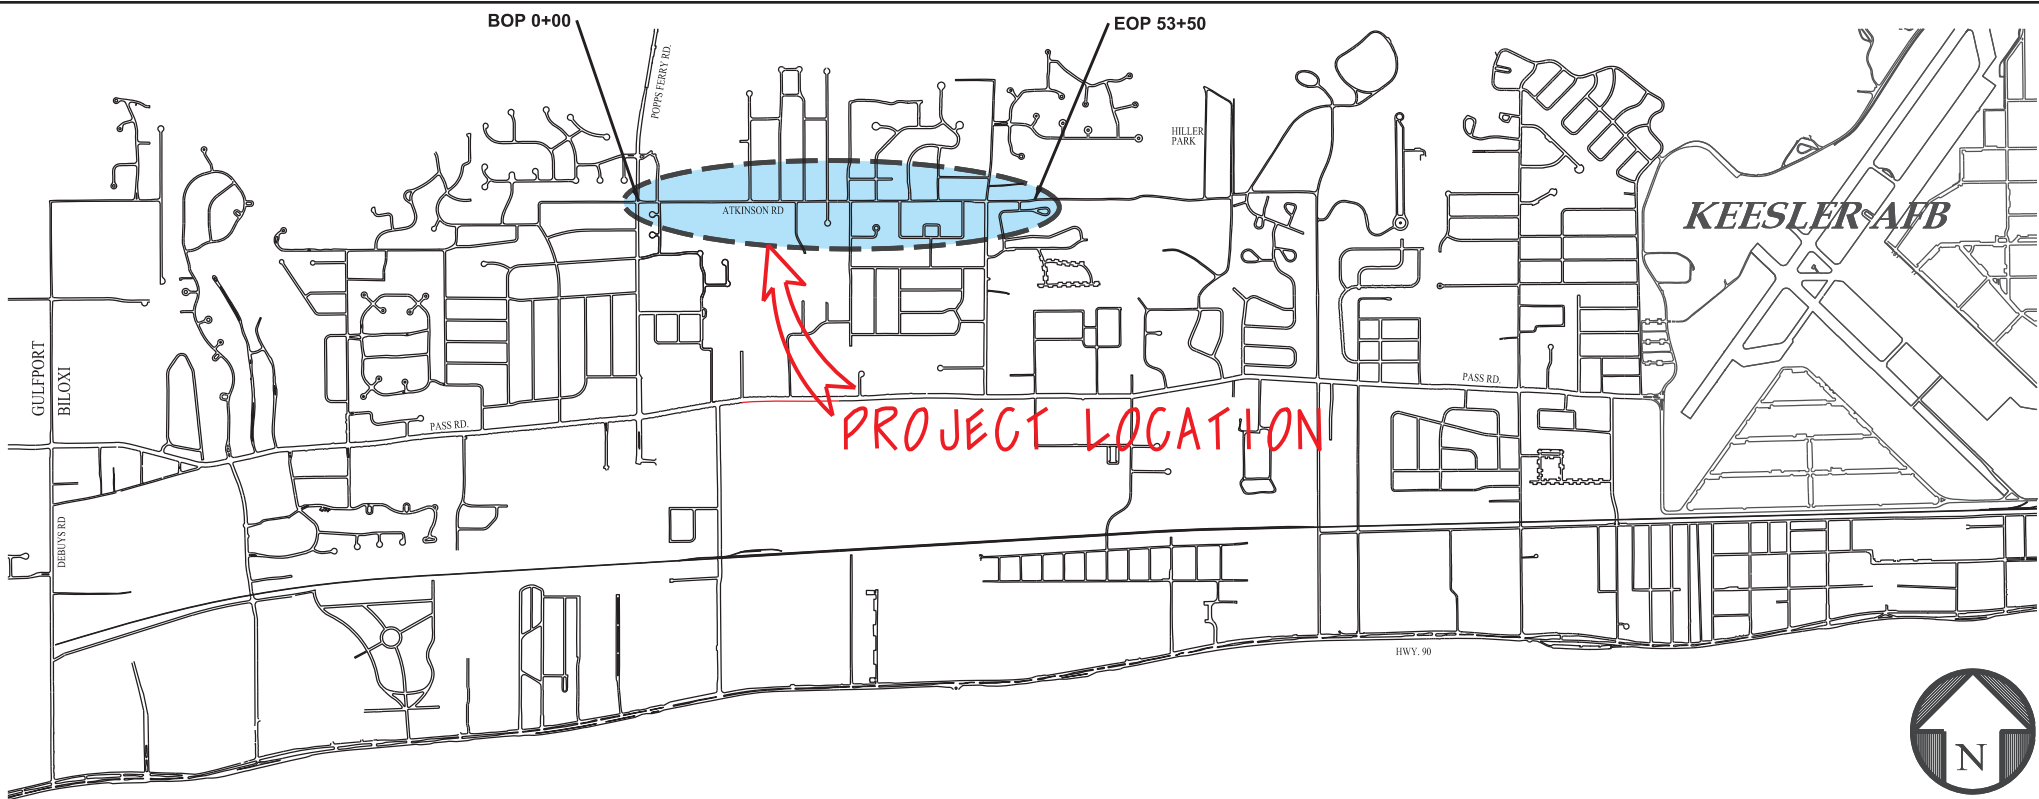 BOP 0+00
EOP 53+50
POPPS FERRY RD.
HILLER
PARK
ATKINSON RD
KEESLER AFB
GULFPORT
BILOXI
PASS RD.
PASS RD.
PROJECT LOCATION
DEBUYS RD
HWY. 90
N